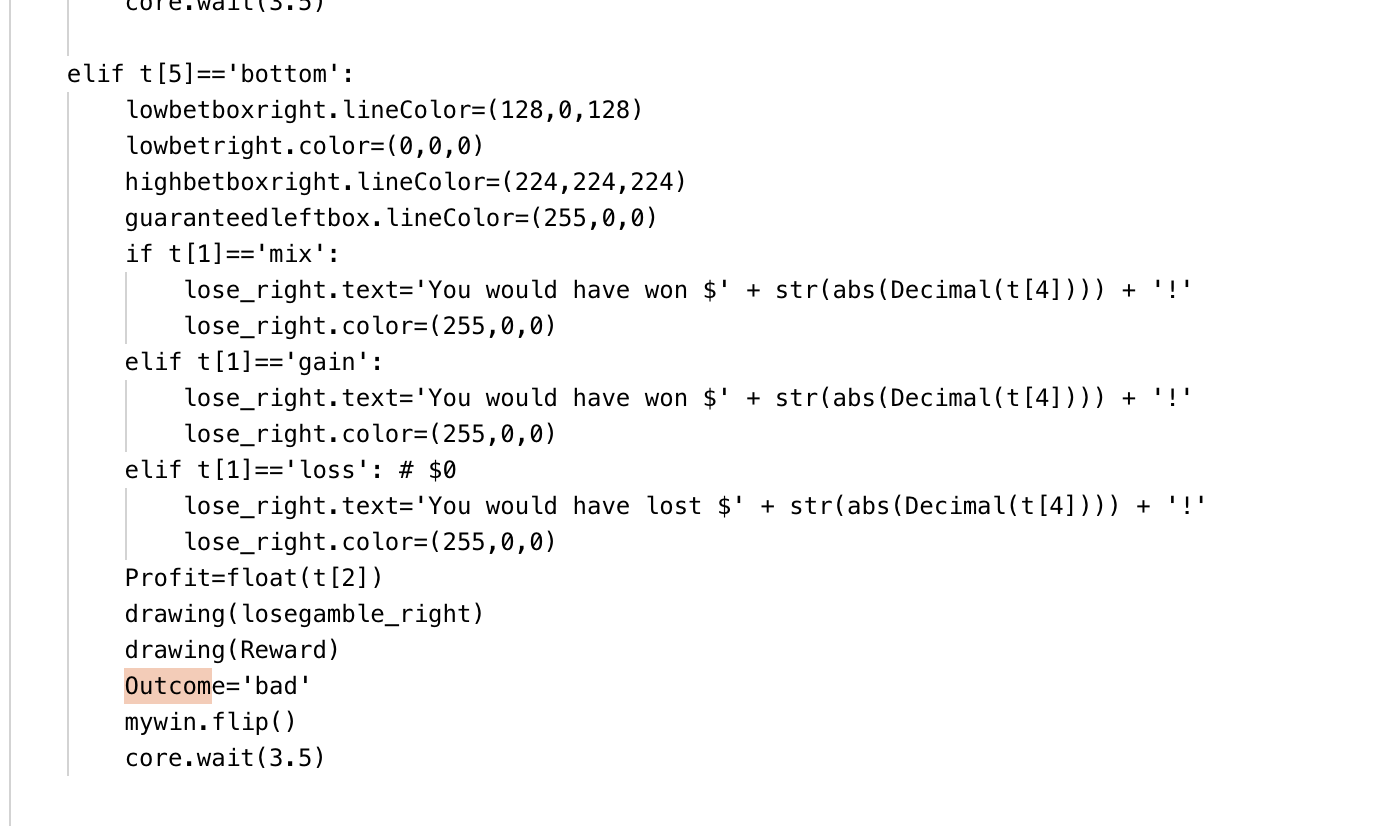 core.wait(3.5)
elif t[5]=='bottom':
lowbetboxright.lineColor=(128,0,128)
lowbetright.color=(0,0,0)
highbetboxright.lineColor=(224,224,224)
guaranteedleftbox.lineColor=(255,0,0)
if t[1]=='mix':
lose_right.text='You would have won $' + str(abs(Decimal(t[4]))) + '!'
lose_right.color=(255,0,0)
elif t[1]=='gain':
lose_right.text='You would have won $' + str(abs(Decimal(t[4]))) + '!'
lose_right.color=(255,0,0)
elif t[1]=='loss': # $0
lose_right.text='You would have lost $' + str(abs(Decimal(t[4]))) + '!'
lose_right.color=(255,0,0)
Profit=float(t[2])
drawing(losegamble_right)
drawing(Reward)
Outcome='bad'
mywin.flip()
core.wait(3.5)